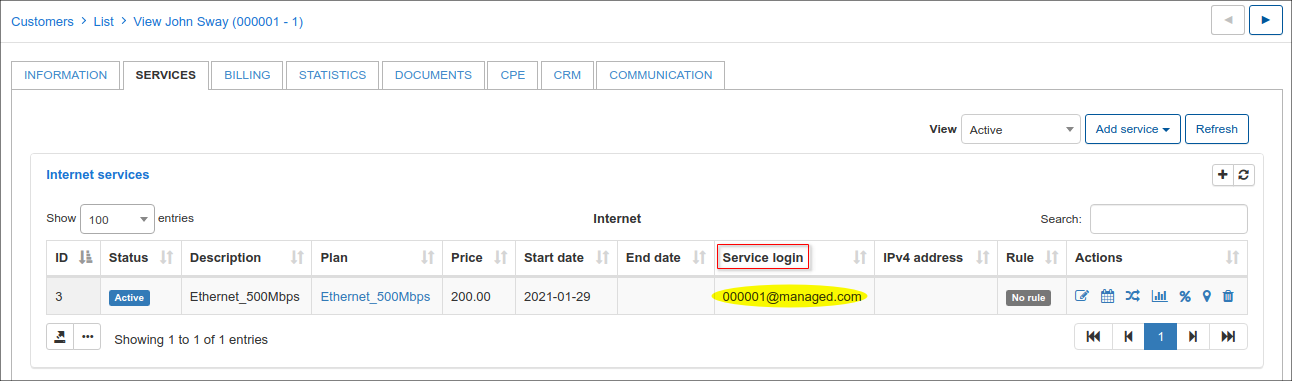 Customers > List > View John Sway (000001 - 1)
INFORMATION SERVICES BILLING STATISTICS DOCUMENTS CPE CRM COMMUNICATION
View Active Add service Refresh
Internet services
Show 100 entries Internet Search:
ID Status Description Plan Price Start date End date Service login IPv4 address Rule Actions
3 Active Ethernet_500Mbps Ethernet_500Mbps 200.00 2021-01-29 000001@managed.com No rule
Showing 1 to 1 of 1 entries 1